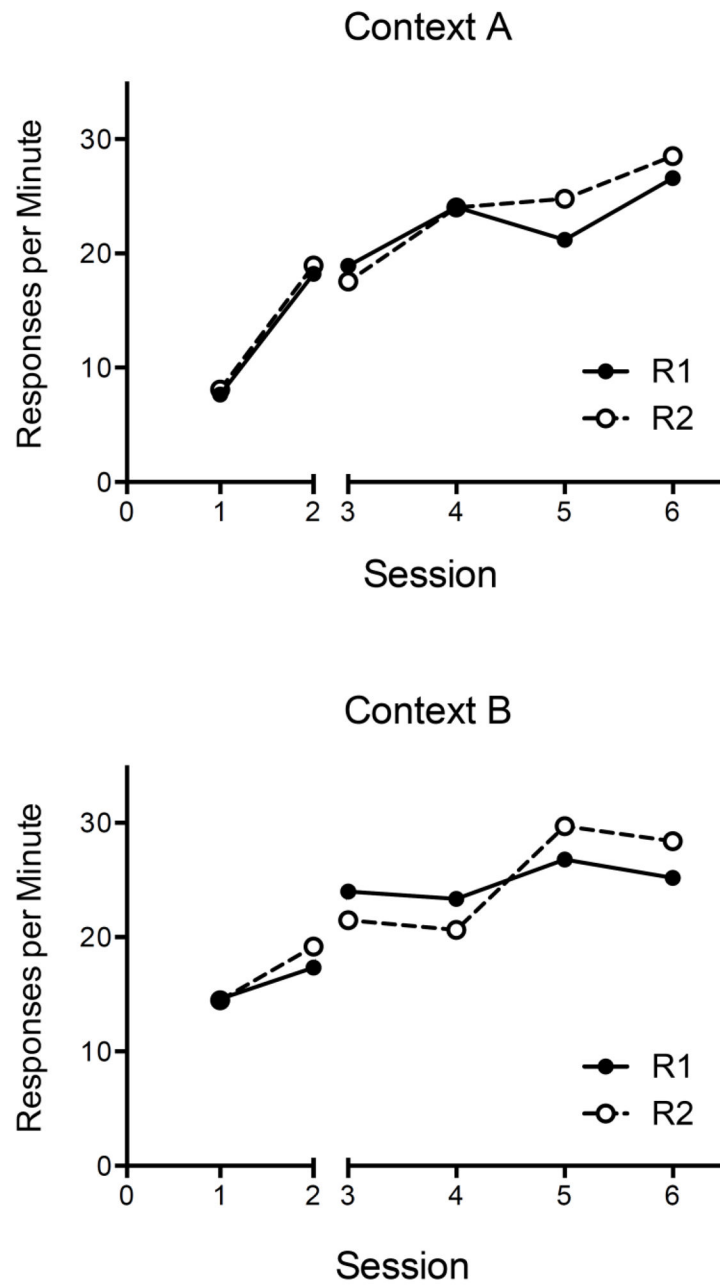 Context A
Responses per Minute
30
20
10
0
R1
R2
0 1 2 3 4 5 6
Session
Context B
Responses per Minute
30
20
10
0
R1
R2
0 1 2 3 4 5 6
Session